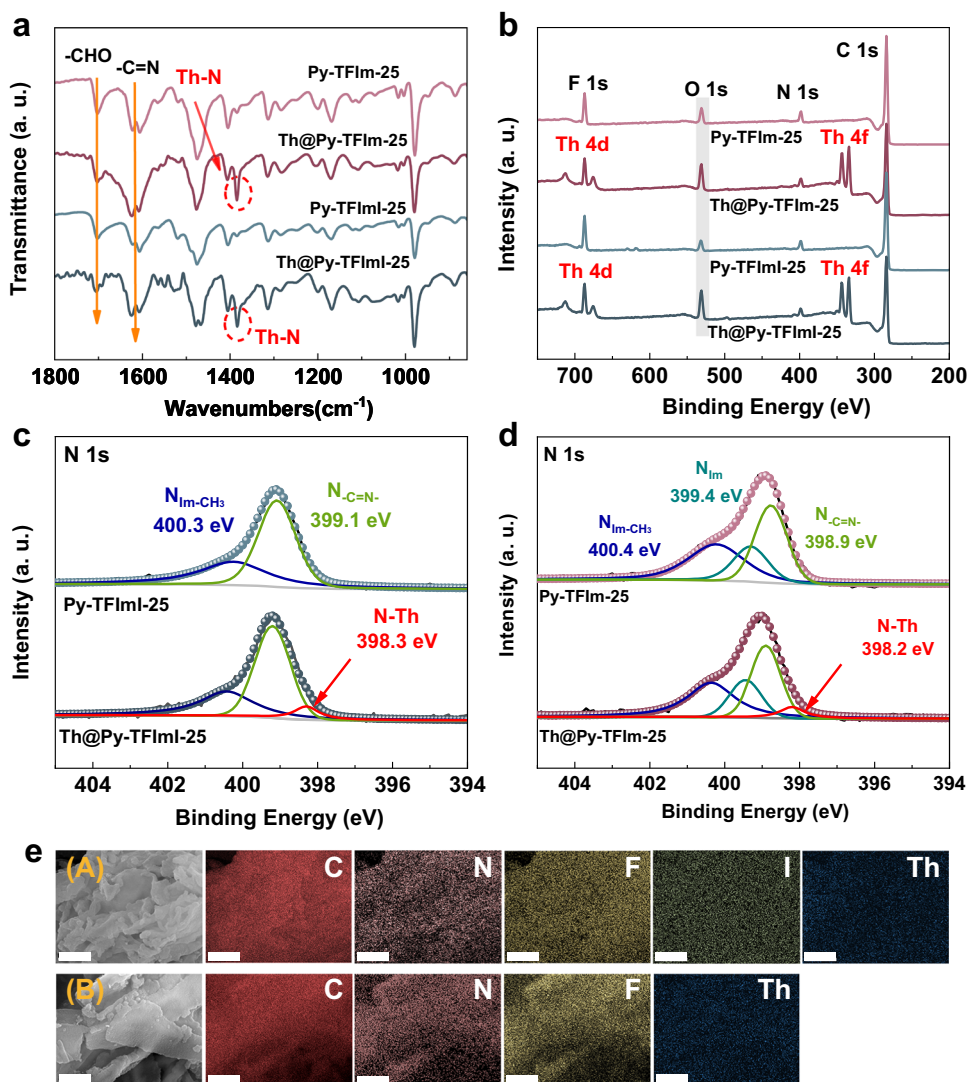 a
-CHO
-C=N
Th-N
Py-TFIm-25
Th@Py-TFIm-25
Py-TFImI-25
Th@Py-TFImI-25
Th-N
Transmittance (a. u.)
1800 1600 1400 1200 1000
Wavenumbers(cm⁻¹)
b
C 1s
F 1s
O 1s
N 1s
Py-TFIm-25
Th 4d
Th 4f
Th@Py-TFIm-25
Py-TFImI-25
Th 4d
Th 4f
Th@Py-TFImI-25
Intensity (a. u.)
700 600 500 400 300 200
Binding Energy (eV)
c
N 1s
N_Im-CH₃
400.3 eV
N_-C=N-
399.1 eV
Py-TFImI-25
N-Th
398.3 eV
Th@Py-TFImI-25
Intensity (a. u.)
404 402 400 398 396 394
Binding Energy (eV)
d
N 1s
N_Im
399.4 eV
N_Im-CH₃
400.4 eV
N_-C=N-
398.9 eV
Py-TFIm-25
N-Th
398.2 eV
Th@Py-TFIm-25
Intensity (a. u.)
404 402 400 398 396 394
Binding Energy (eV)
e
(A) C N F I Th
(B) C N F Th